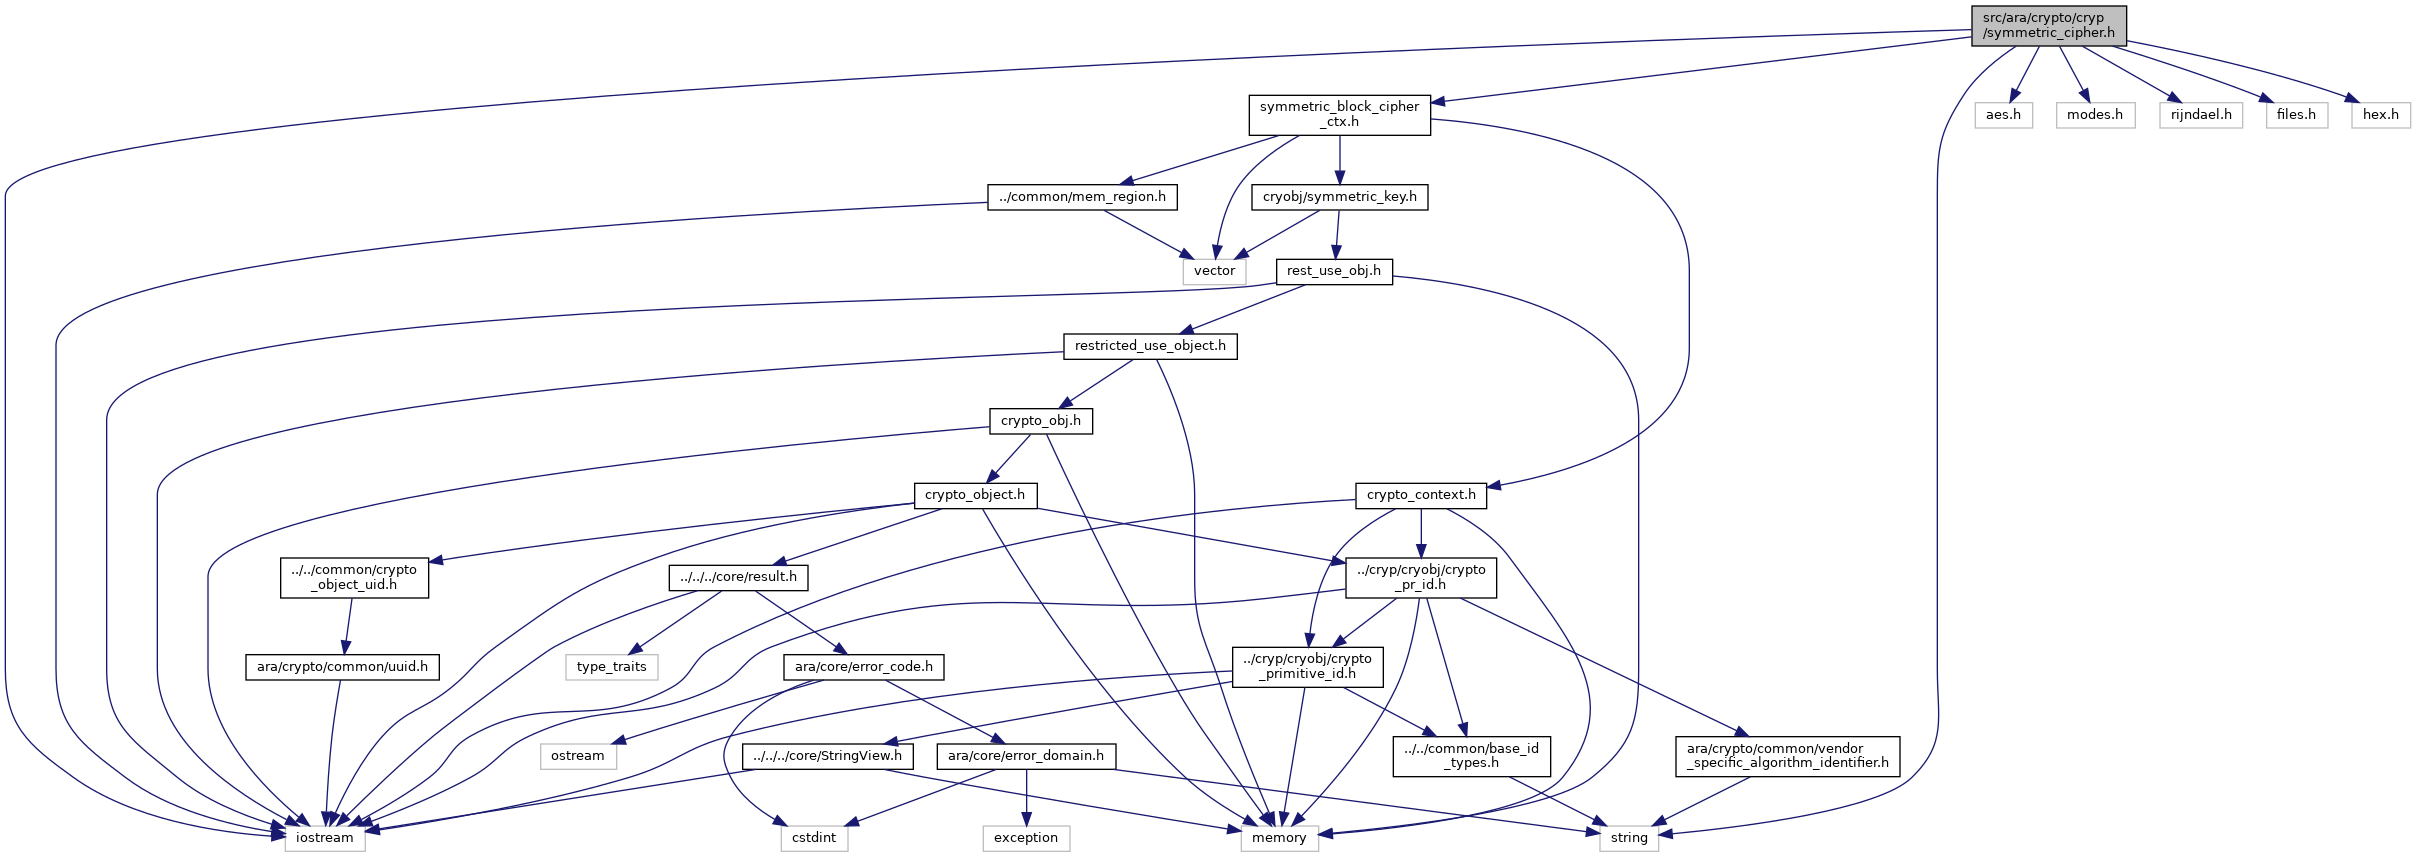 src/ara/crypto/cryp
/symmetric_cipher.h
symmetric_block_cipher
_ctx.h
aes.h
modes.h
rijndael.h
files.h
hex.h
../common/mem_region.h
cryobj/symmetric_key.h
vector
rest_use_obj.h
restricted_use_object.h
crypto_obj.h
crypto_object.h
crypto_context.h
../../common/crypto
_object_uid.h
../../../core/result.h
../cryp/cryobj/crypto
_pr_id.h
ara/crypto/common/uuid.h
type_traits
ara/core/error_code.h
../cryp/cryobj/crypto
_primitive_id.h
ostream
../../../core/StringView.h
ara/core/error_domain.h
../../common/base_id
_types.h
ara/crypto/common/vendor
_specific_algorithm_identifier.h
iostream
cstdint
exception
memory
string